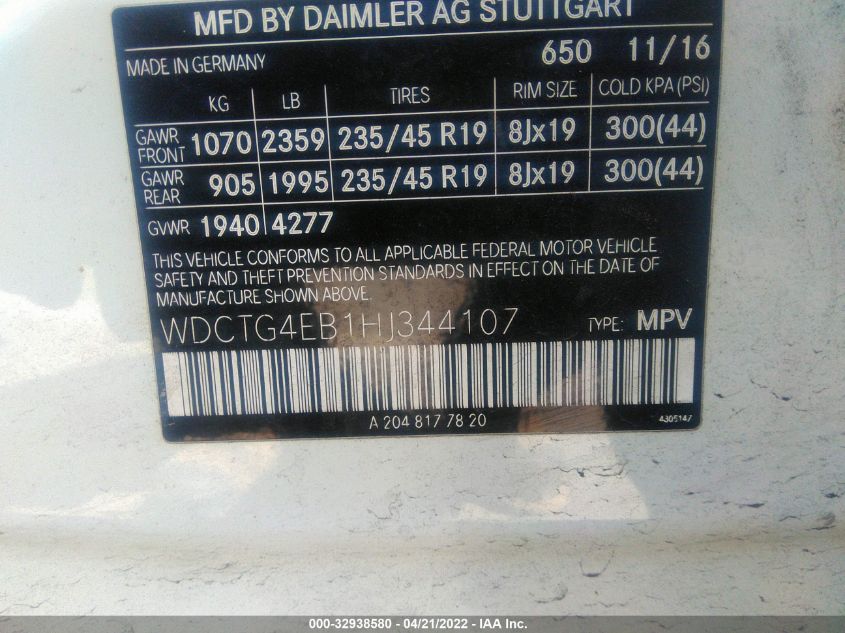 MFD BY DAIMLER AG STUTTGART
MADE IN GERMANY 650 11/16
KG LB TIRES RIM SIZE COLD KPA (PSI)
GAWR FRONT 1070 2359 235/45 R19 8Jx19 300(44)
GAWR REAR 905 1995 235/45 R19 8Jx19 300(44)
GVWR 1940 4277
THIS VEHICLE CONFORMS TO ALL APPLICABLE FEDERAL MOTOR VEHICLE
SAFETY AND THEFT PREVENTION STANDARDS IN EFFECT ON THE DATE OF
MANUFACTURE SHOWN ABOVE.
WDCTG4EB1HJ344107 TYPE: MPV
A 204 817 78 20 4305147
000-32938580 - 04/21/2022 - IAA Inc.